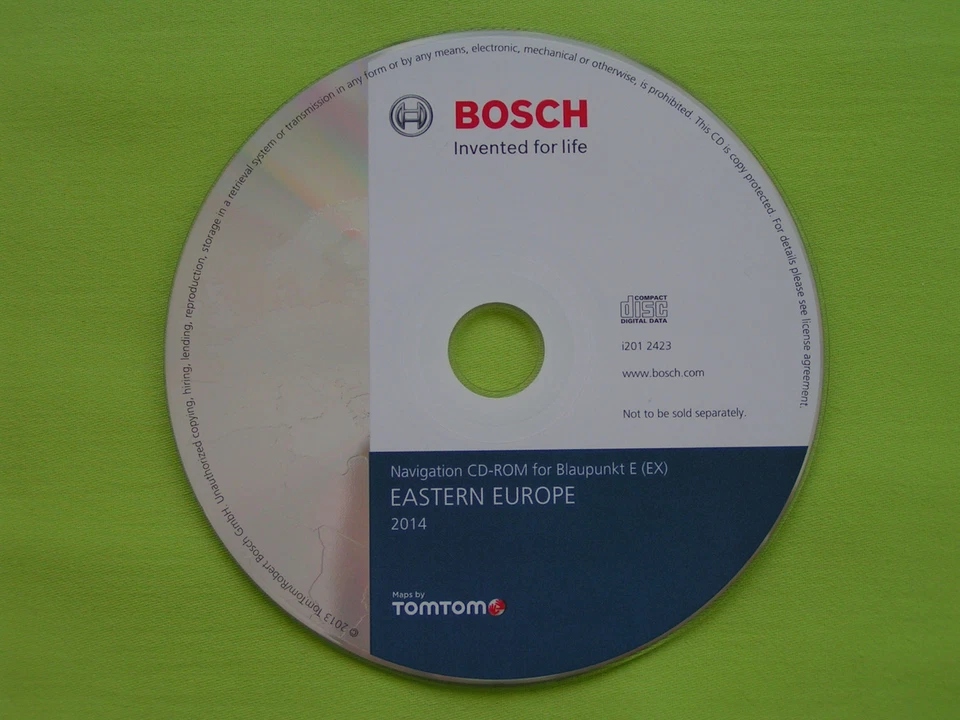 © 2013 TomTom/Robert Bosch GmbH. Unauthorized copying, hiring, lending, reproduction, storage in a retrieval system or transmission in any form or by any means, electronic, mechanical or otherwise, is prohibited. This CD is copy protected. For details please see license agreement.
BOSCH
Invented for life
COMPACT
disc
DIGITAL DATA
i201 2423
www.bosch.com
Not to be sold separately.
Navigation CD-ROM for Blaupunkt E (EX)
EASTERN EUROPE
2014
Maps by
TOMTOM